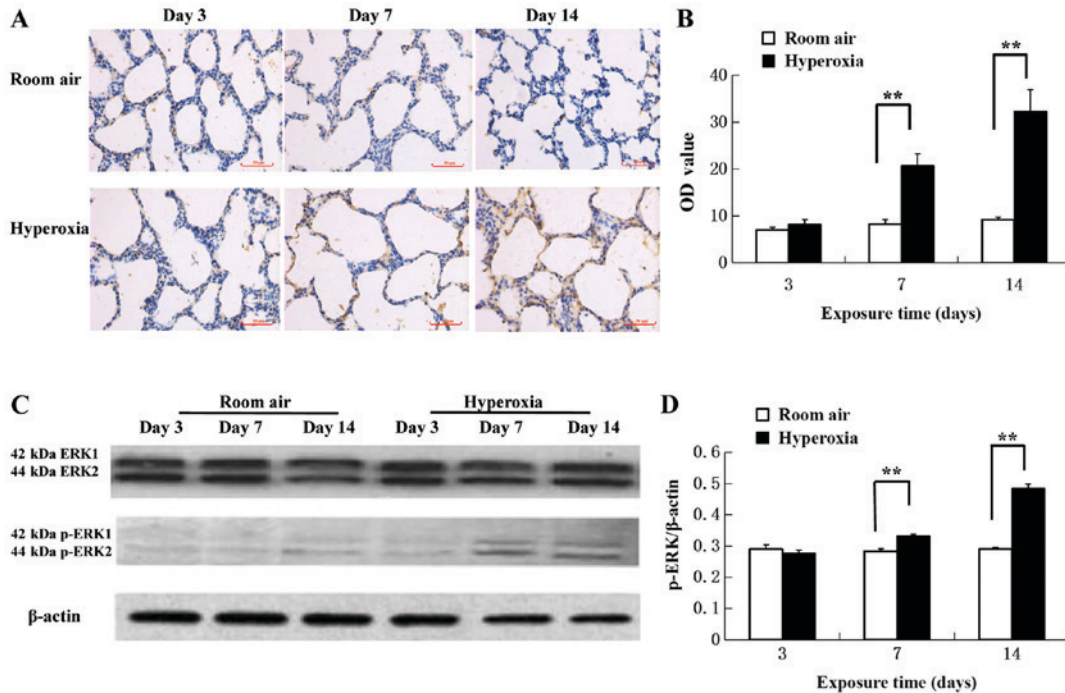 A
Day 3 Day 7 Day 14
Room air
Hyperoxia
B
Room air
Hyperoxia
**
**
40
30
20
10
0
OD value
3 7 14
Exposure time (days)
C
Room air Hyperoxia
Day 3 Day 7 Day 14 Day 3 Day 7 Day 14
42 kDa ERK1
44 kDa ERK2
42 kDa p-ERK1
44 kDa p-ERK2
β-actin
D
Room air
Hyperoxia
**
**
0.6
0.5
0.4
0.3
0.2
0.1
0
p-ERK/β-actin
3 7 14
Exposure time (days)